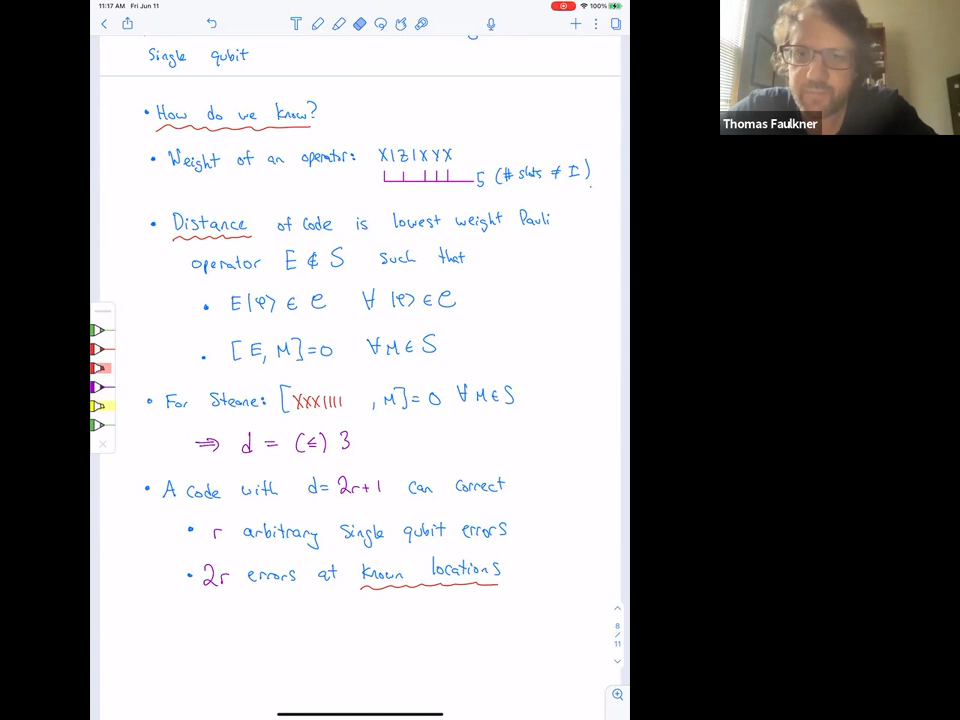 11:17 AM Fri Jun 11
100%
Single qubit
• How do we know?
• Weight of an operator: XIZIXYX
5 (# slots ≠ I)
• Distance of code is lowest weight Pauli
operator E ∉ S such that
• E|φ> ∈ C ∀ |φ> ∈ C
• [E, M]=0 ∀ M ∈ S
• For Steane: [XXXIIII , M]=0 ∀ M ∈ S
⇒ d = (≤) 3
• A code with d=2r+1 can correct
• r arbitrary single qubit errors
• 2r errors at known locations
8
/
11
Thomas Faulkner